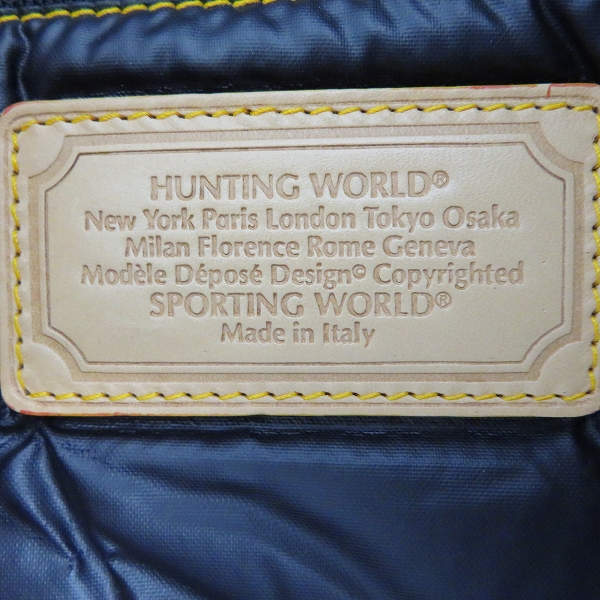 HUNTING WORLD®
New York Paris London Tokyo Osaka
Milan Florence Rome Geneva
Modèle Déposé Design© Copyrighted
SPORTING WORLD®
Made in Italy